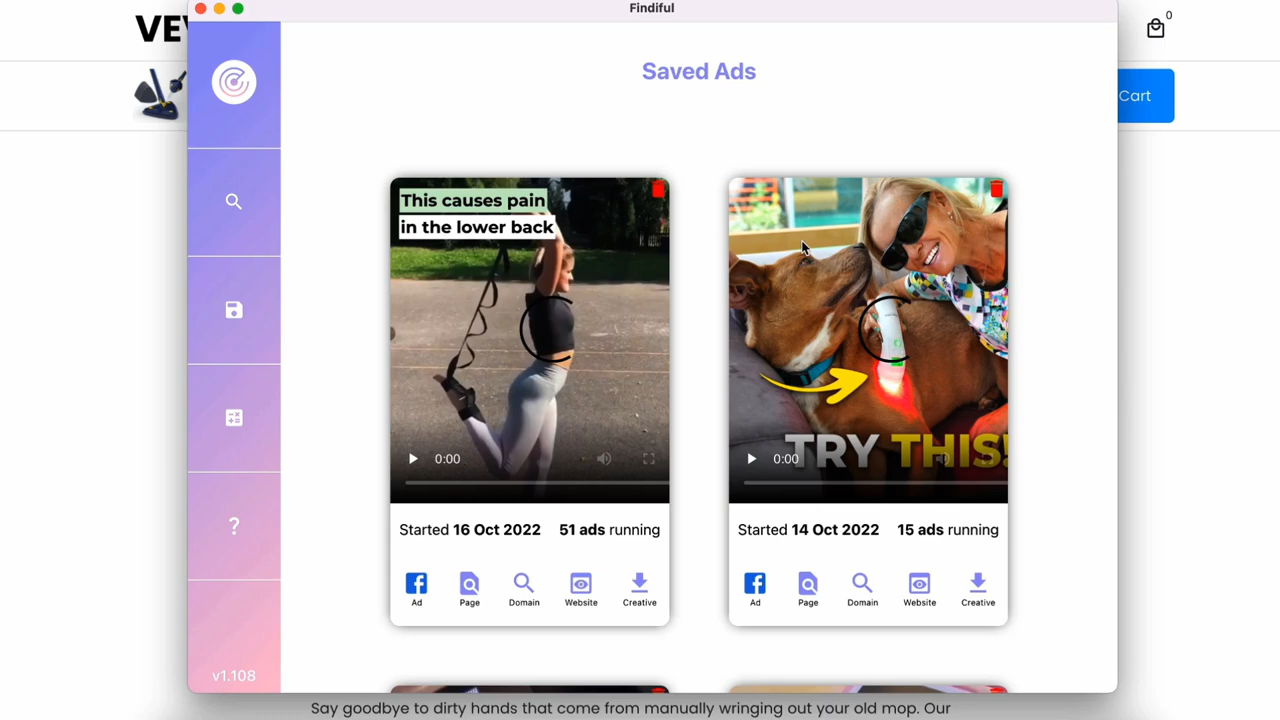 Findiful
VEV
0
Saved Ads
Cart
This causes pain
in the lower back
TRY THIS!
0:00
0:00
Started 16 Oct 2022
51 ads running
Started 14 Oct 2022
15 ads running
Ad
Page
Domain
Website
Creative
Ad
Page
Domain
Website
Creative
?
v1.108
Say goodbye to dirty hands that come from manually wringing out your old mop. Our